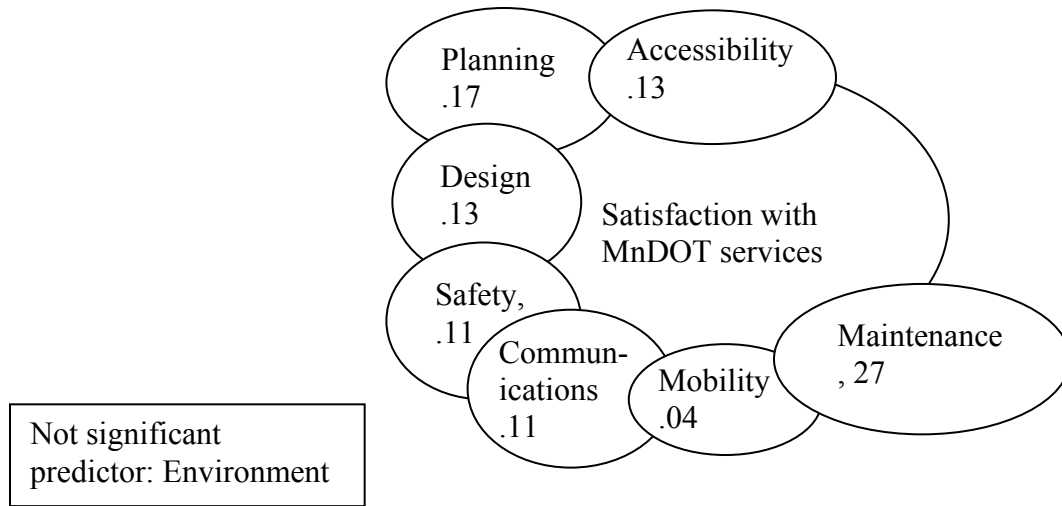 Planning
.17
Accessibility
.13
Design
.13
Satisfaction with
MnDOT services
Safety,
.11
Commun-
ications
.11
Mobility
.04
Maintenance
, 27
Not significant
predictor: Environment